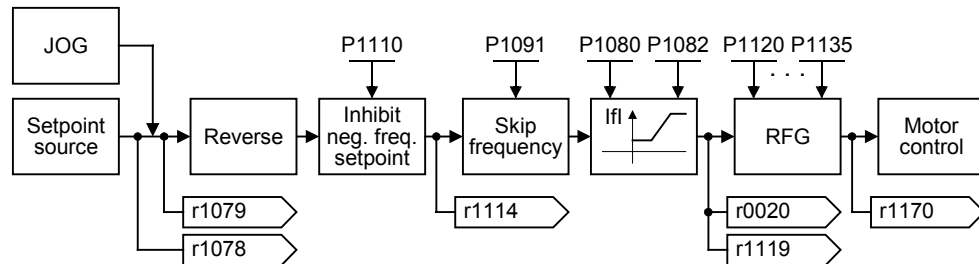 JOG
P1110
P1091
P1080
P1082
P1120
P1135
. . .
Setpoint
source
Reverse
Inhibit
neg. freq.
setpoint
Skip
frequency
|f|
RFG
Motor
control
r1079
r1078
r1114
r0020
r1119
r1170